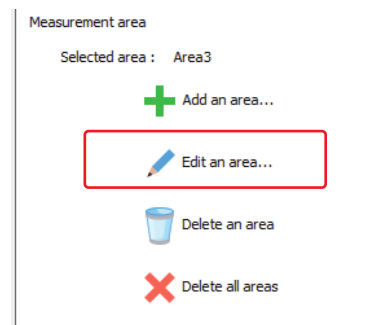 Measurement area
Selected area :   Area3
Add an area...
Edit an area...
Delete an area
Delete all areas